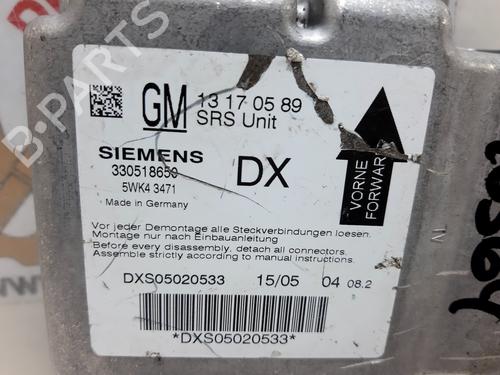 GM
13 17 05 89
SRS Unit
SIEMENS
330518650
5WK4 3471
Made in Germany
DX
VORNE
FORWARD
Vor jeder Demontage alle Steckverbindungen loesen.
Montage nur nach Einbauanleitung
Before every disassembly, detach all connectors.
Assemble strictly according to manual instructions.
DXS05020533 15/05 04 08.2
*DXS05020533*
B-PARTS
www.